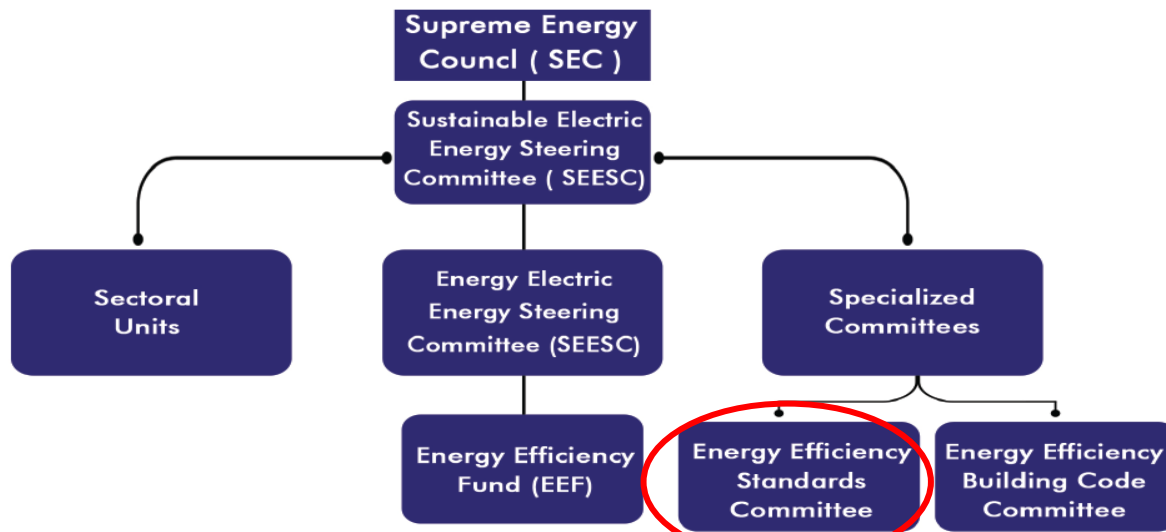 Supreme Energy
Councl ( SEC )
Sustainable Electric
Energy Steering
Committee ( SEESC)
Sectoral
Units
Energy Electric
Energy Steering
Committee (SEESC)
Specialized
Committees
Energy Efficiency
Fund (EEF)
Energy Efficiency
Standards
Committee
Energy Efficiency
Building Code
Committee